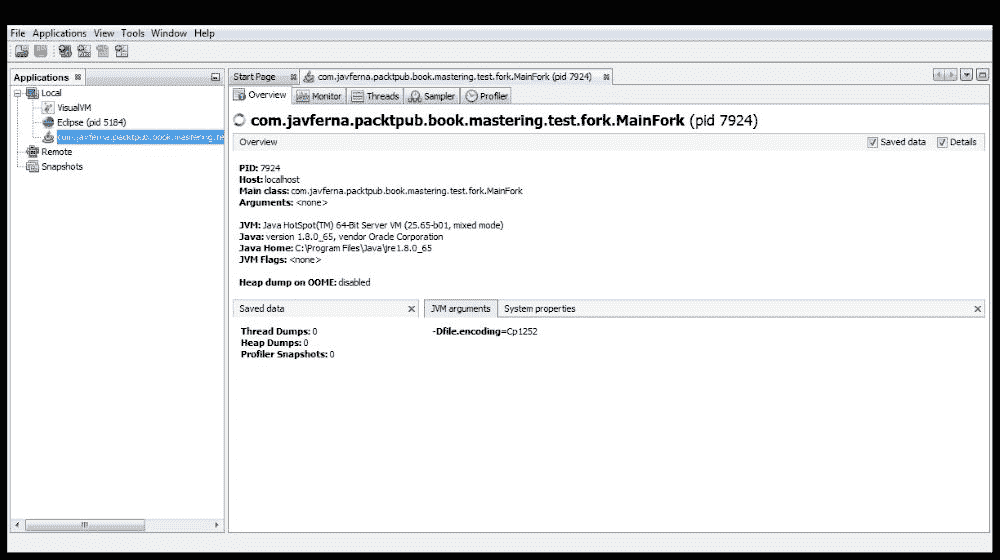 File Applications View Tools Window Help
Applications
Start Page com.javferna.packtpub.book.mastering.test.fork.MainFork (pid 7924)
Local
VisualVM
Eclipse (pid 5184)
com.javferna.packtpub.book.mastering.te
Remote
Snapshots
Overview Monitor Threads Sampler Profiler
com.javferna.packtpub.book.mastering.test.fork.MainFork (pid 7924)
Overview Saved data Details
PID: 7924
Host: localhost
Main class: com.javferna.packtpub.book.mastering.test.fork.MainFork
Arguments: <none>
JVM: Java HotSpot(TM) 64-Bit Server VM (25.65-b01, mixed mode)
Java: version 1.8.0_65, vendor Oracle Corporation
Java Home: C:\Program Files\Java\jre1.8.0_65
JVM Flags: <none>
Heap dump on OOME: disabled
Saved data
JVM arguments System properties
Thread Dumps: 0
Heap Dumps: 0
Profiler Snapshots: 0
-Dfile.encoding=Cp1252